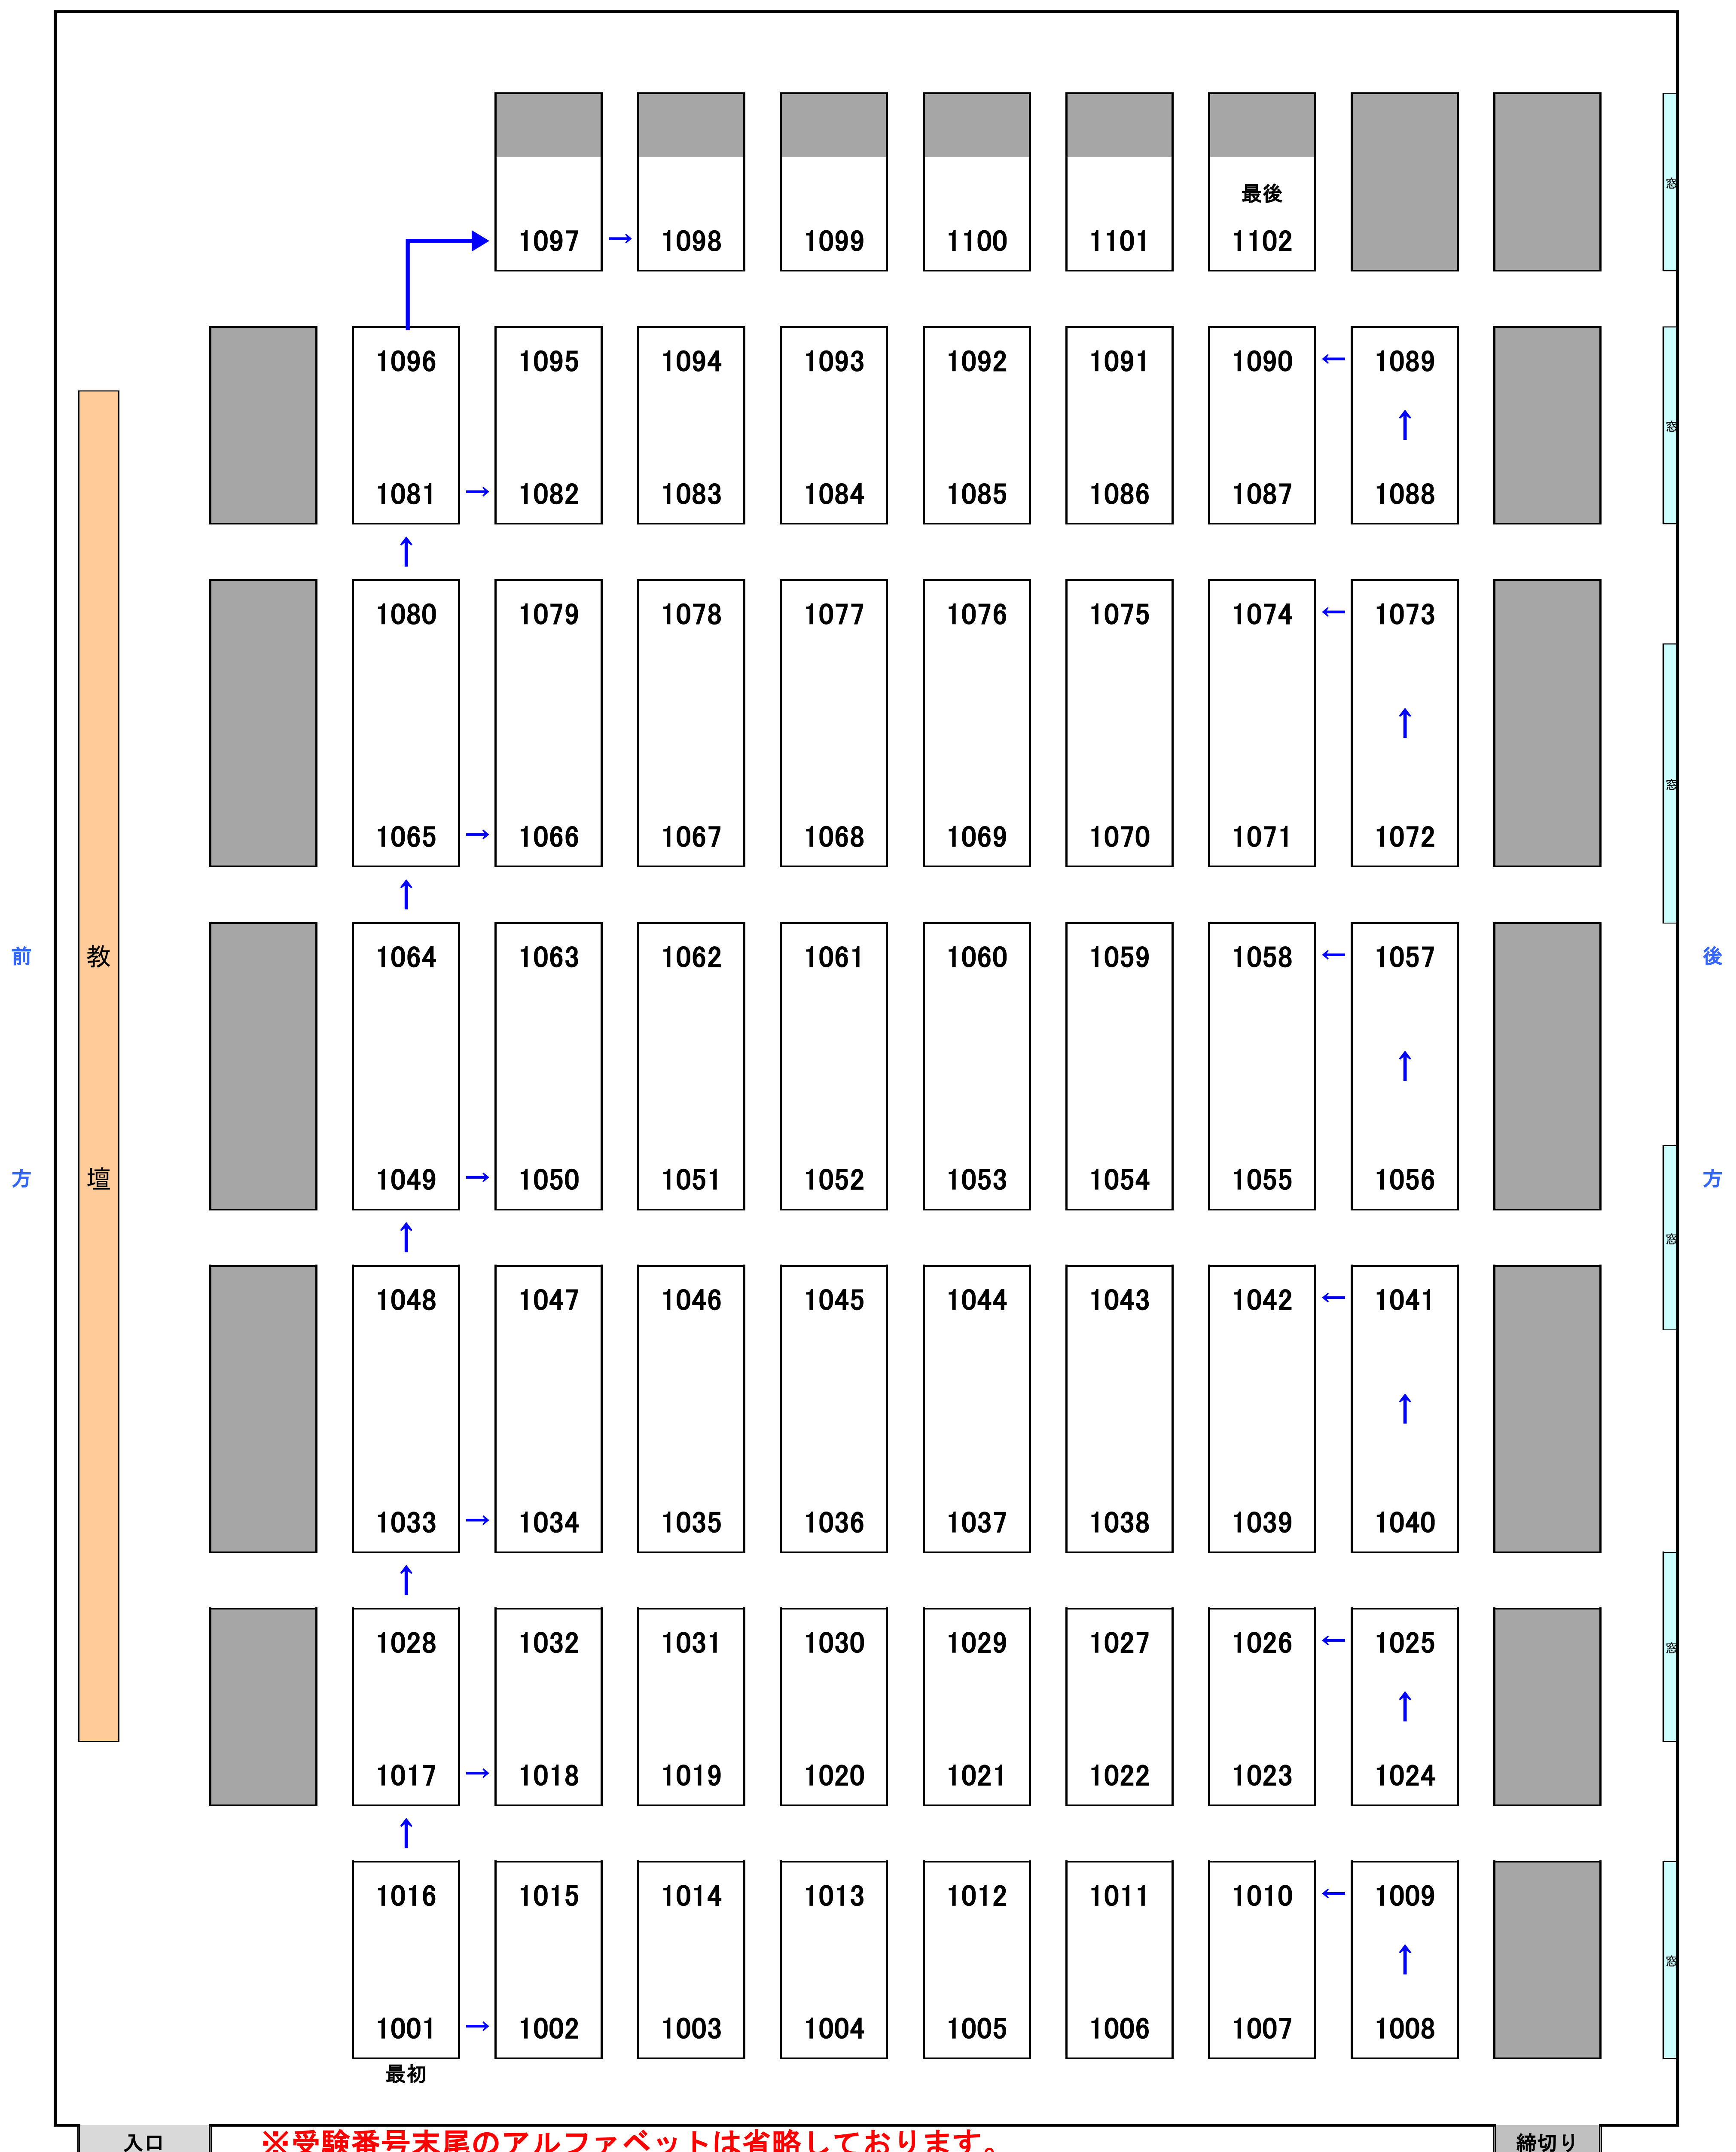 最後
1097 → 1098 1099 1100 1101 1102
窓
1096 1095 1094 1093 1092 1091 1090 ← 1089
↑
窓
1081 → 1082 1083 1084 1085 1086 1087 1088
↑
1080 1079 1078 1077 1076 1075 1074 ← 1073
↑
窓
1065 → 1066 1067 1068 1069 1070 1071 1072
↑
前 教 1064 1063 1062 1061 1060 1059 1058 ← 1057 後
↑
方 壇 1049 → 1050 1051 1052 1053 1054 1055 1056 方
↑
窓
1048 1047 1046 1045 1044 1043 1042 ← 1041
↑
1033 → 1034 1035 1036 1037 1038 1039 1040
↑
1028 1032 1031 1030 1029 1027 1026 ← 1025
窓
↑
1017 → 1018 1019 1020 1021 1022 1023 1024
↑
1016 1015 1014 1013 1012 1011 1010 ← 1009
↑
窓
1001 → 1002 1003 1004 1005 1006 1007 1008
最初
入口 ※受験番号末尾のアルファベットは省略しております。 締切り